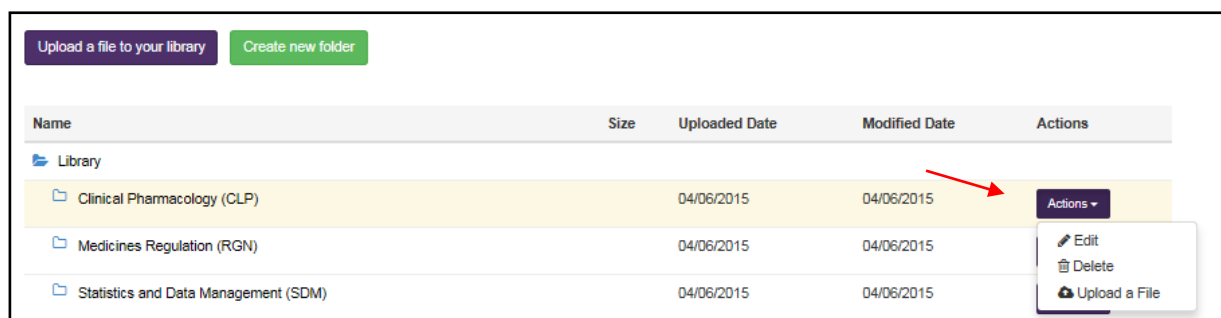 Upload a file to your library Create new folder
Name Size Uploaded Date Modified Date Actions
Library
Clinical Pharmacology (CLP) 04/06/2015 04/06/2015 Actions
Edit
Medicines Regulation (RGN) 04/06/2015 04/06/2015
Delete
Statistics and Data Management (SDM) 04/06/2015 04/06/2015 Upload a File